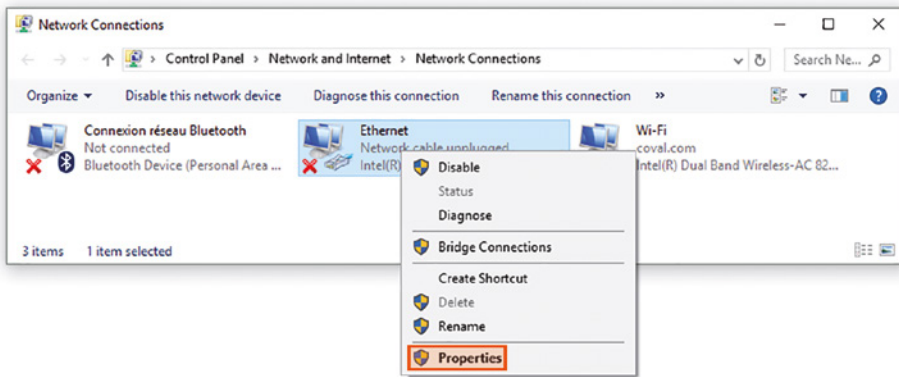 Network Connections
Control Panel > Network and Internet > Network Connections
Search Ne...
Organize
Disable this network device
Diagnose this connection
Rename this connection
»
Connexion réseau Bluetooth
Not connected
Bluetooth Device (Personal Area ...
Ethernet
Network cable unplugged
Intel(R)
Wi-Fi
coval.com
Intel(R) Dual Band Wireless-AC 82...
Disable
Status
Diagnose
Bridge Connections
Create Shortcut
Delete
Rename
Properties
3 items
1 item selected